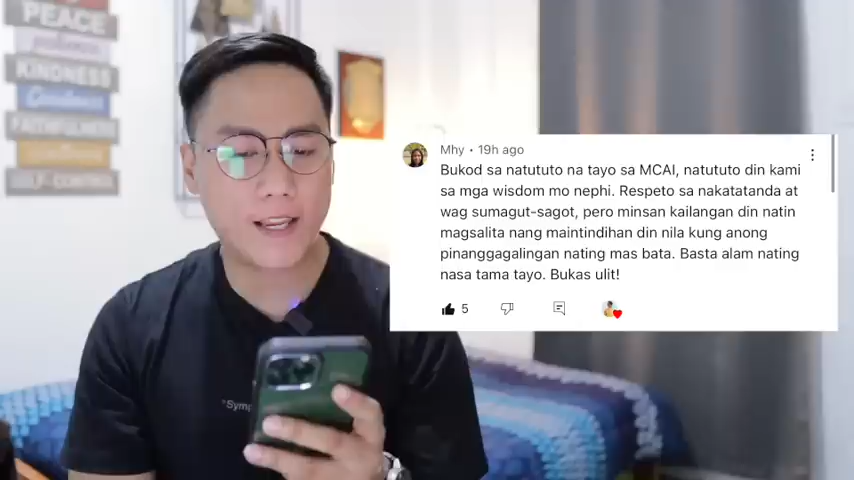 PEACE
KINDNESS
FAITHFULNESS
SELF-CONTROL
Mhy • 19h ago
Bukod sa natututo na tayo sa MCAI, natututo din kami
sa mga wisdom mo nephi. Respeto sa nakatatanda at
wag sumagut-sagot, pero minsan kailangan din natin
magsalita nang maintindihan din nila kung anong
pinanggagalingan nating mas bata. Basta alam nating
nasa tama tayo. Bukas ulit!
5
"Symp